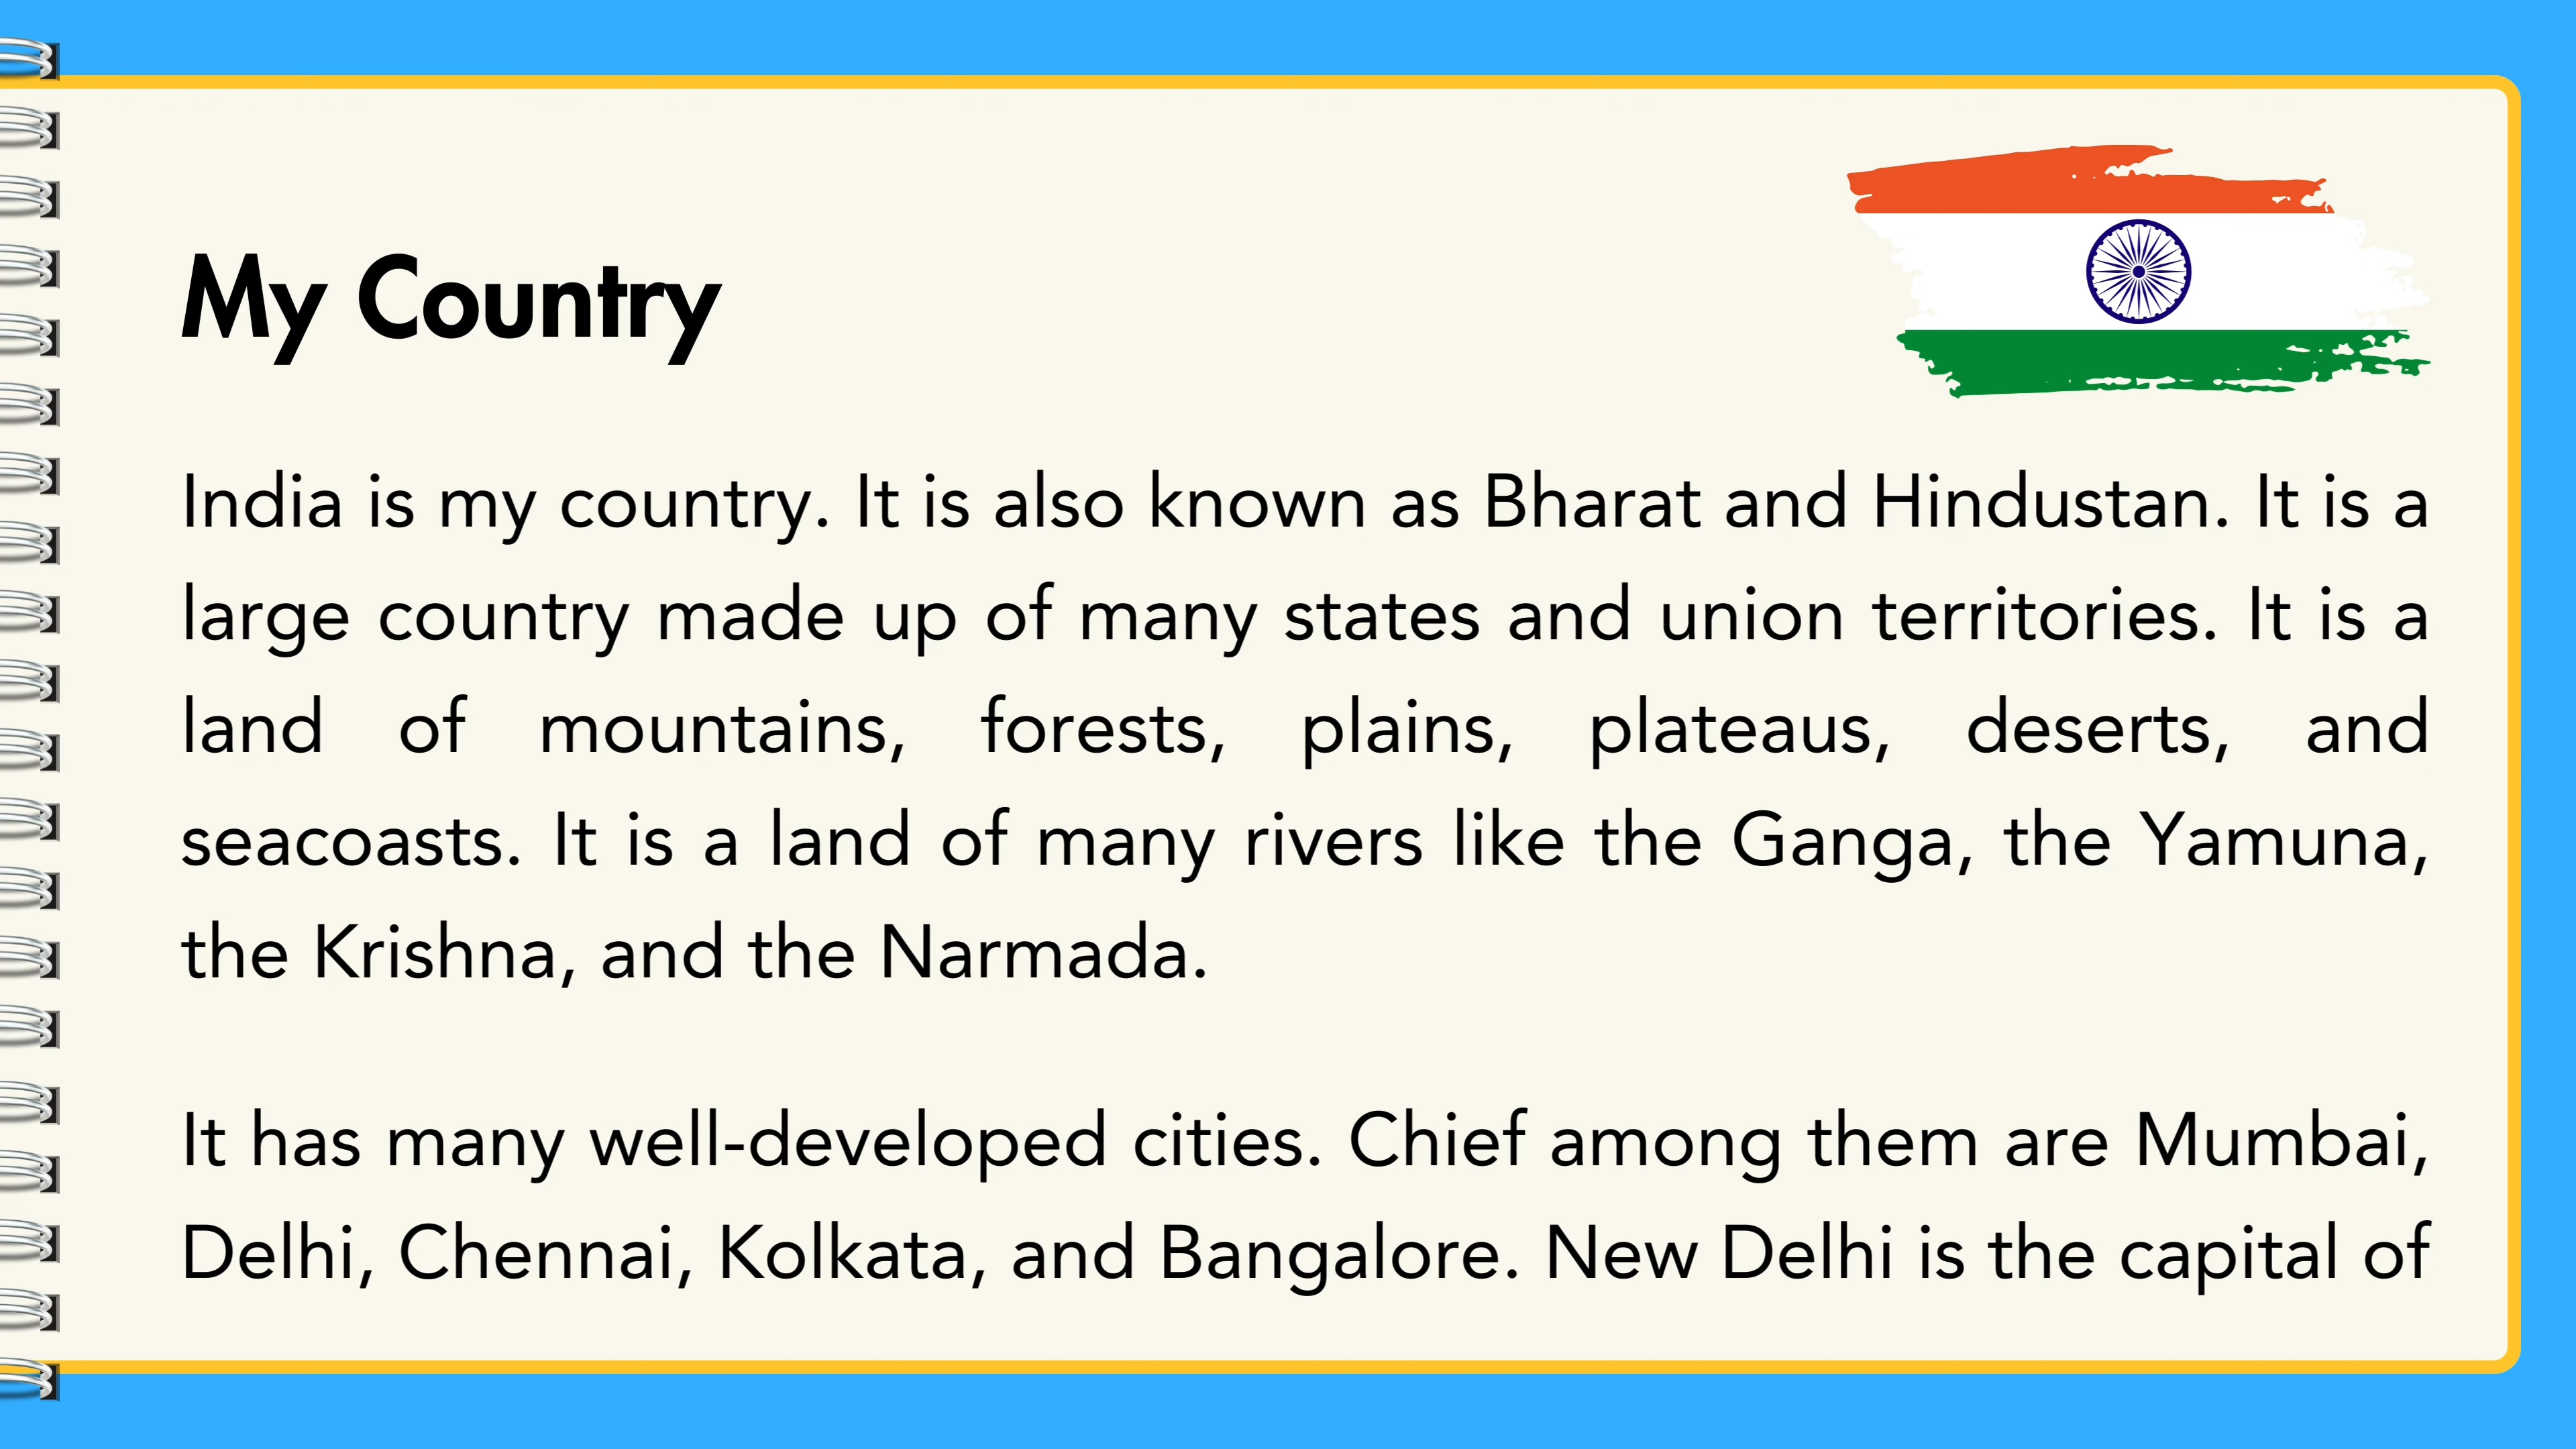 My Country
India is my country. It is also known as Bharat and Hindustan. It is a
large country made up of many states and union territories. It is a
land of mountains, forests, plains, plateaus, deserts, and
seacoasts. It is a land of many rivers like the Ganga, the Yamuna,
the Krishna, and the Narmada.
It has many well-developed cities. Chief among them are Mumbai,
Delhi, Chennai, Kolkata, and Bangalore. New Delhi is the capital of